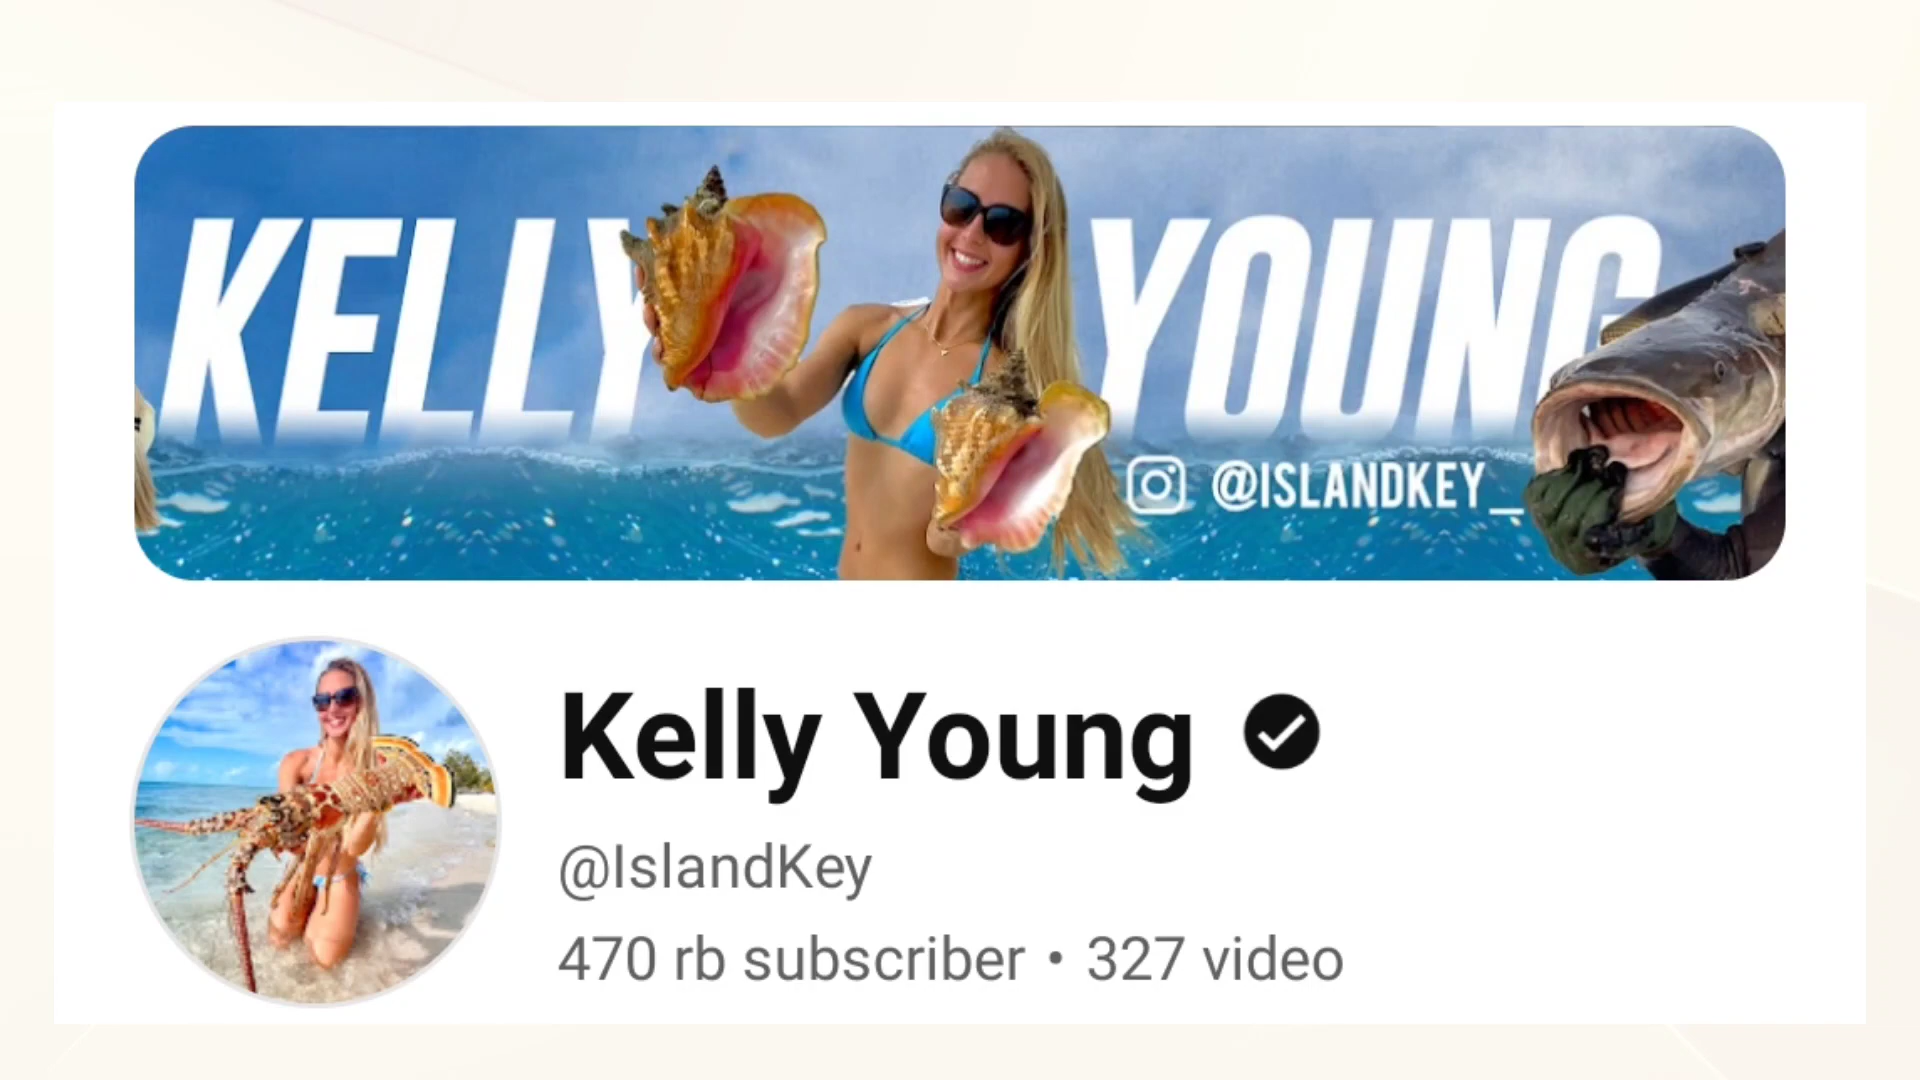 KELLY YOUNG
@ISLANDKEY_
Kelly Young
@IslandKey
470 rb subscriber • 327 video